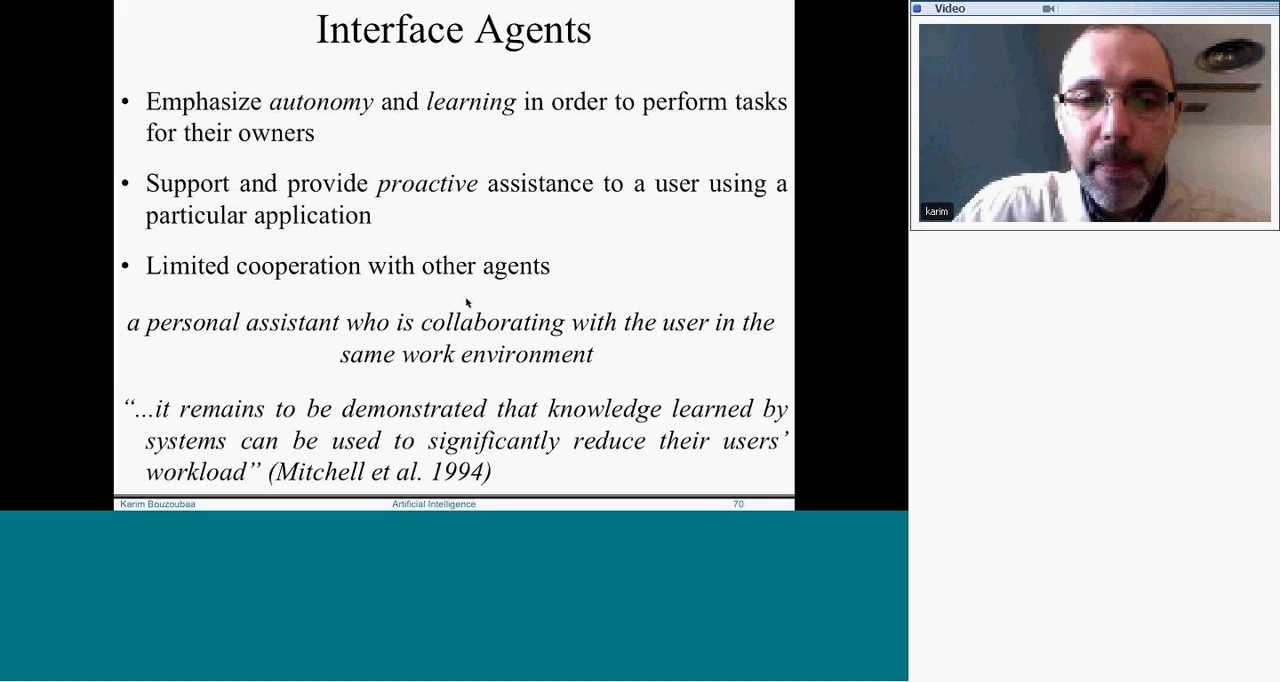 Interface Agents
• Emphasize autonomy and learning in order to perform tasks
for their owners
• Support and provide proactive assistance to a user using a
particular application
• Limited cooperation with other agents
a personal assistant who is collaborating with the user in the
same work environment
“...it remains to be demonstrated that knowledge learned by
systems can be used to significantly reduce their users’
workload” (Mitchell et al. 1994)
Karim Bouzoubaa Artificial Intelligence 70
Video
karim